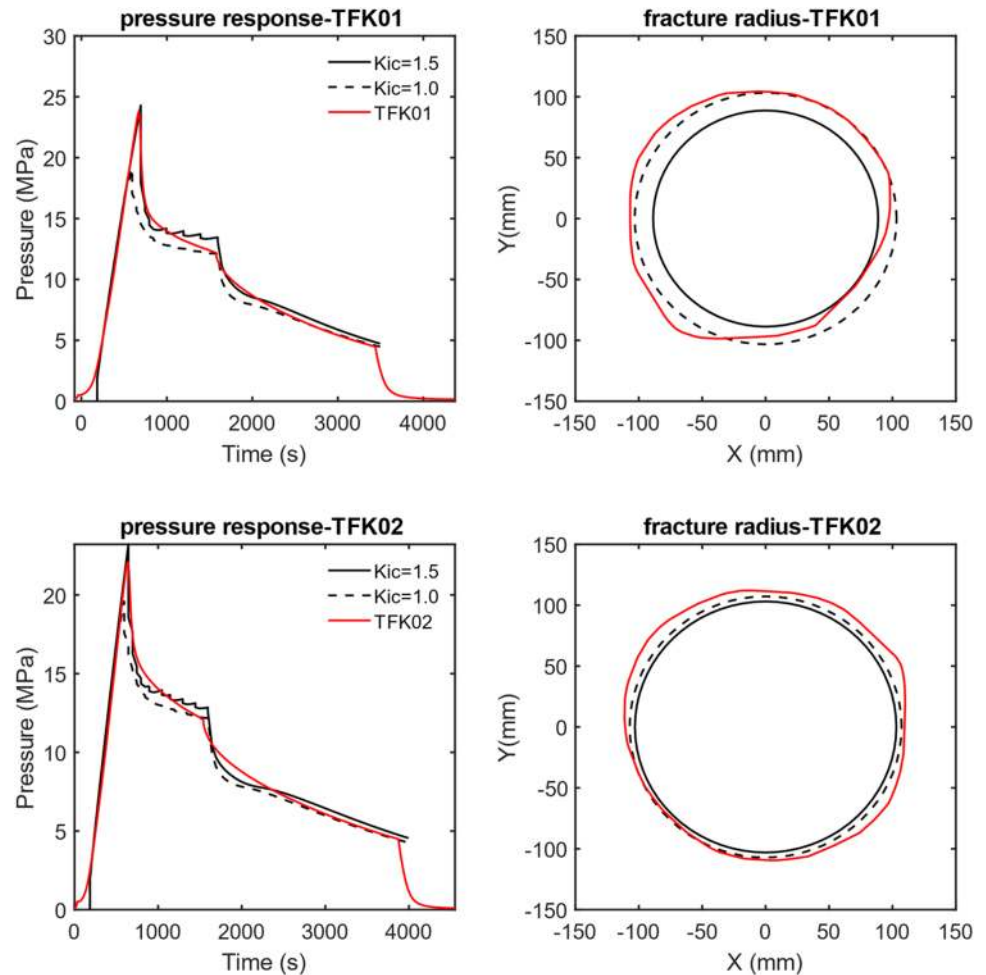 pressure response-TFK01
30
25
20
15
10
5
0
Pressure (MPa)
Kic=1.5
Kic=1.0
TFK01
0 1000 2000 3000 4000
Time (s)
fracture radius-TFK01
150
100
50
0
-50
-100
-150
Y(mm)
-150 -100 -50 0 50 100 150
X (mm)
pressure response-TFK02
20
15
10
5
0
Pressure (MPa)
Kic=1.5
Kic=1.0
TFK02
0 1000 2000 3000 4000
Time (s)
fracture radius-TFK02
150
100
50
0
-50
-100
-150
Y(mm)
-150 -100 -50 0 50 100 150
X (mm)